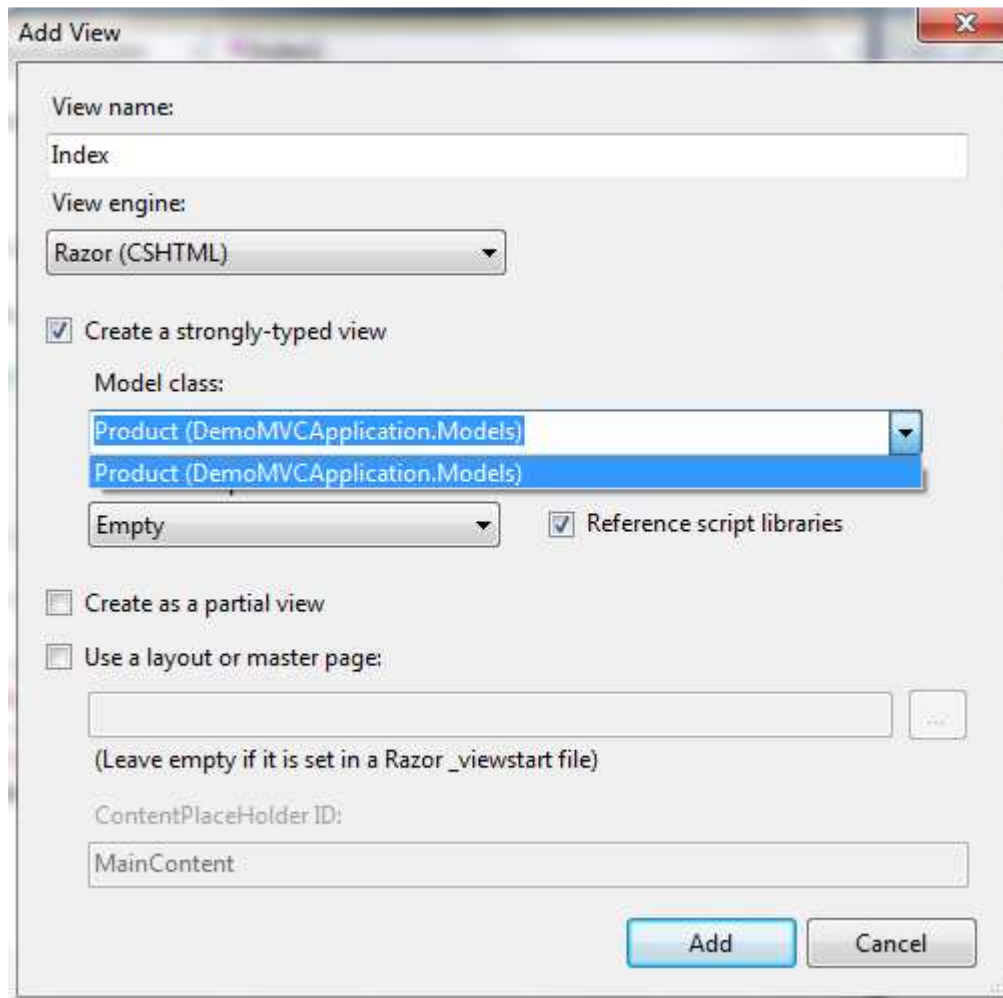 Add View
View name:
Index
View engine:
Razor (CSHTML)
Create a strongly-typed view
Model class:
Product (DemoMVCApplication.Models)
Product (DemoMVCApplication.Models)
Empty
Reference script libraries
Create as a partial view
Use a layout or master page:
...
(Leave empty if it is set in a Razor _viewstart file)
ContentPlaceHolder ID:
MainContent
Add
Cancel